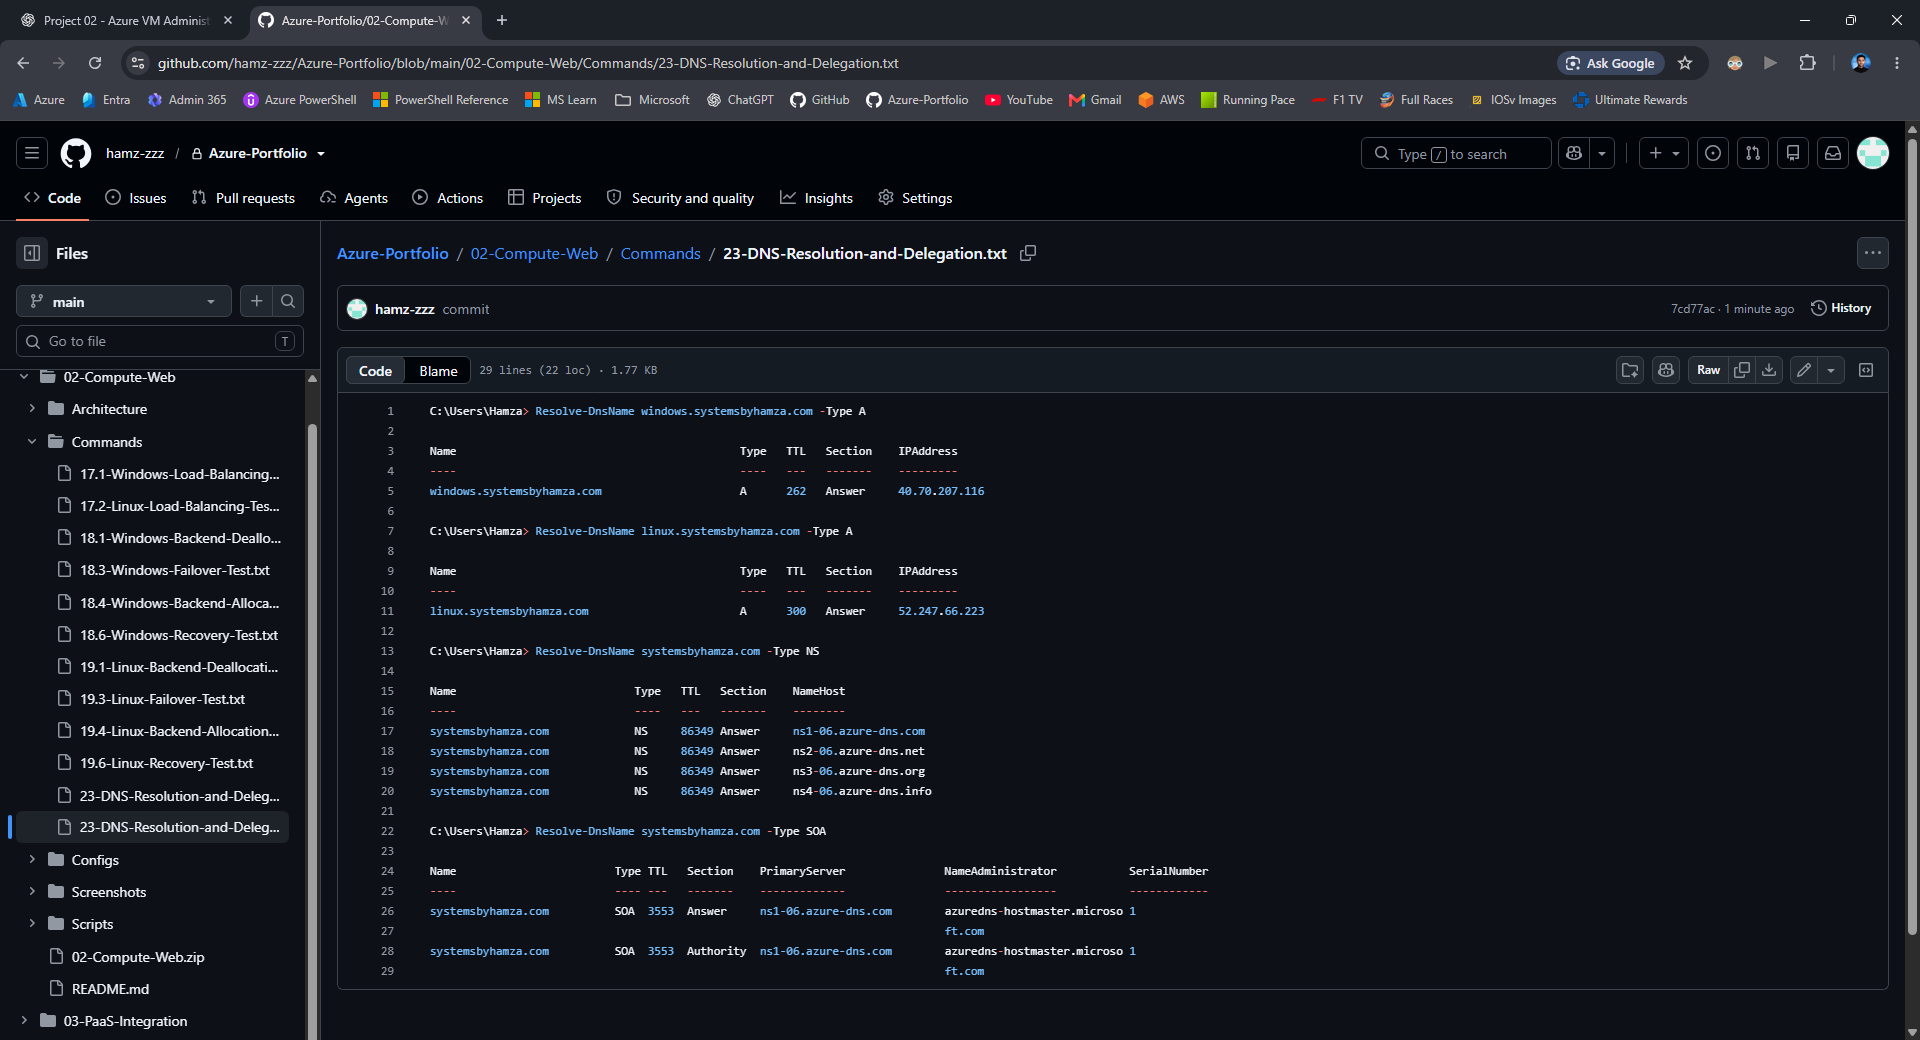 Project 02 - Azure VM Administ
Azure-Portfolio/02-Compute-W
github.com/hamz-zzz/Azure-Portfolio/blob/main/02-Compute-Web/Commands/23-DNS-Resolution-and-Delegation.txt
Ask Google
Azure
Entra
Admin 365
Azure PowerShell
PowerShell Reference
MS Learn
Microsoft
ChatGPT
GitHub
Azure-Portfolio
YouTube
Gmail
AWS
Running Pace
F1 TV
Full Races
IOSv Images
Ultimate Rewards
hamz-zzz / Azure-Portfolio
Type / to search
Code
Issues
Pull requests
Agents
Actions
Projects
Security and quality
Insights
Settings
Files
main
Go to file
T
02-Compute-Web
Architecture
Commands
17.1-Windows-Load-Balancing...
17.2-Linux-Load-Balancing-Tes...
18.1-Windows-Backend-Deallo...
18.3-Windows-Failover-Test.txt
18.4-Windows-Backend-Alloca...
18.6-Windows-Recovery-Test.txt
19.1-Linux-Backend-Deallocati...
19.3-Linux-Failover-Test.txt
19.4-Linux-Backend-Allocation...
19.6-Linux-Recovery-Test.txt
23-DNS-Resolution-and-Deleg...
23-DNS-Resolution-and-Deleg...
Configs
Screenshots
Scripts
02-Compute-Web.zip
README.md
03-PaaS-Integration
Azure-Portfolio / 02-Compute-Web / Commands / 23-DNS-Resolution-and-Delegation.txt
hamz-zzz commit
7cd77ac · 1 minute ago
History
Code
Blame
29 lines (22 loc) · 1.77 KB
Raw
1 C:\Users\Hamza> Resolve-DnsName windows.systemsbyhamza.com -Type A
2
3 Name Type TTL Section IPAddress
4 ---- ---- --- ------- ---------
5 windows.systemsbyhamza.com A 262 Answer 40.70.207.116
6
7 C:\Users\Hamza> Resolve-DnsName linux.systemsbyhamza.com -Type A
8
9 Name Type TTL Section IPAddress
10 ---- ---- --- ------- ---------
11 linux.systemsbyhamza.com A 300 Answer 52.247.66.223
12
13 C:\Users\Hamza> Resolve-DnsName systemsbyhamza.com -Type NS
14
15 Name Type TTL Section NameHost
16 ---- ---- --- ------- --------
17 systemsbyhamza.com NS 86349 Answer ns1-06.azure-dns.com
18 systemsbyhamza.com NS 86349 Answer ns2-06.azure-dns.net
19 systemsbyhamza.com NS 86349 Answer ns3-06.azure-dns.org
20 systemsbyhamza.com NS 86349 Answer ns4-06.azure-dns.info
21
22 C:\Users\Hamza> Resolve-DnsName systemsbyhamza.com -Type SOA
23
24 Name Type TTL Section PrimaryServer NameAdministrator SerialNumber
25 ---- ---- --- ------- ------------- ----------------- ------------
26 systemsbyhamza.com SOA 3553 Answer ns1-06.azure-dns.com azuredns-hostmaster.microso 1
27 ft.com
28 systemsbyhamza.com SOA 3553 Authority ns1-06.azure-dns.com azuredns-hostmaster.microso 1
29 ft.com